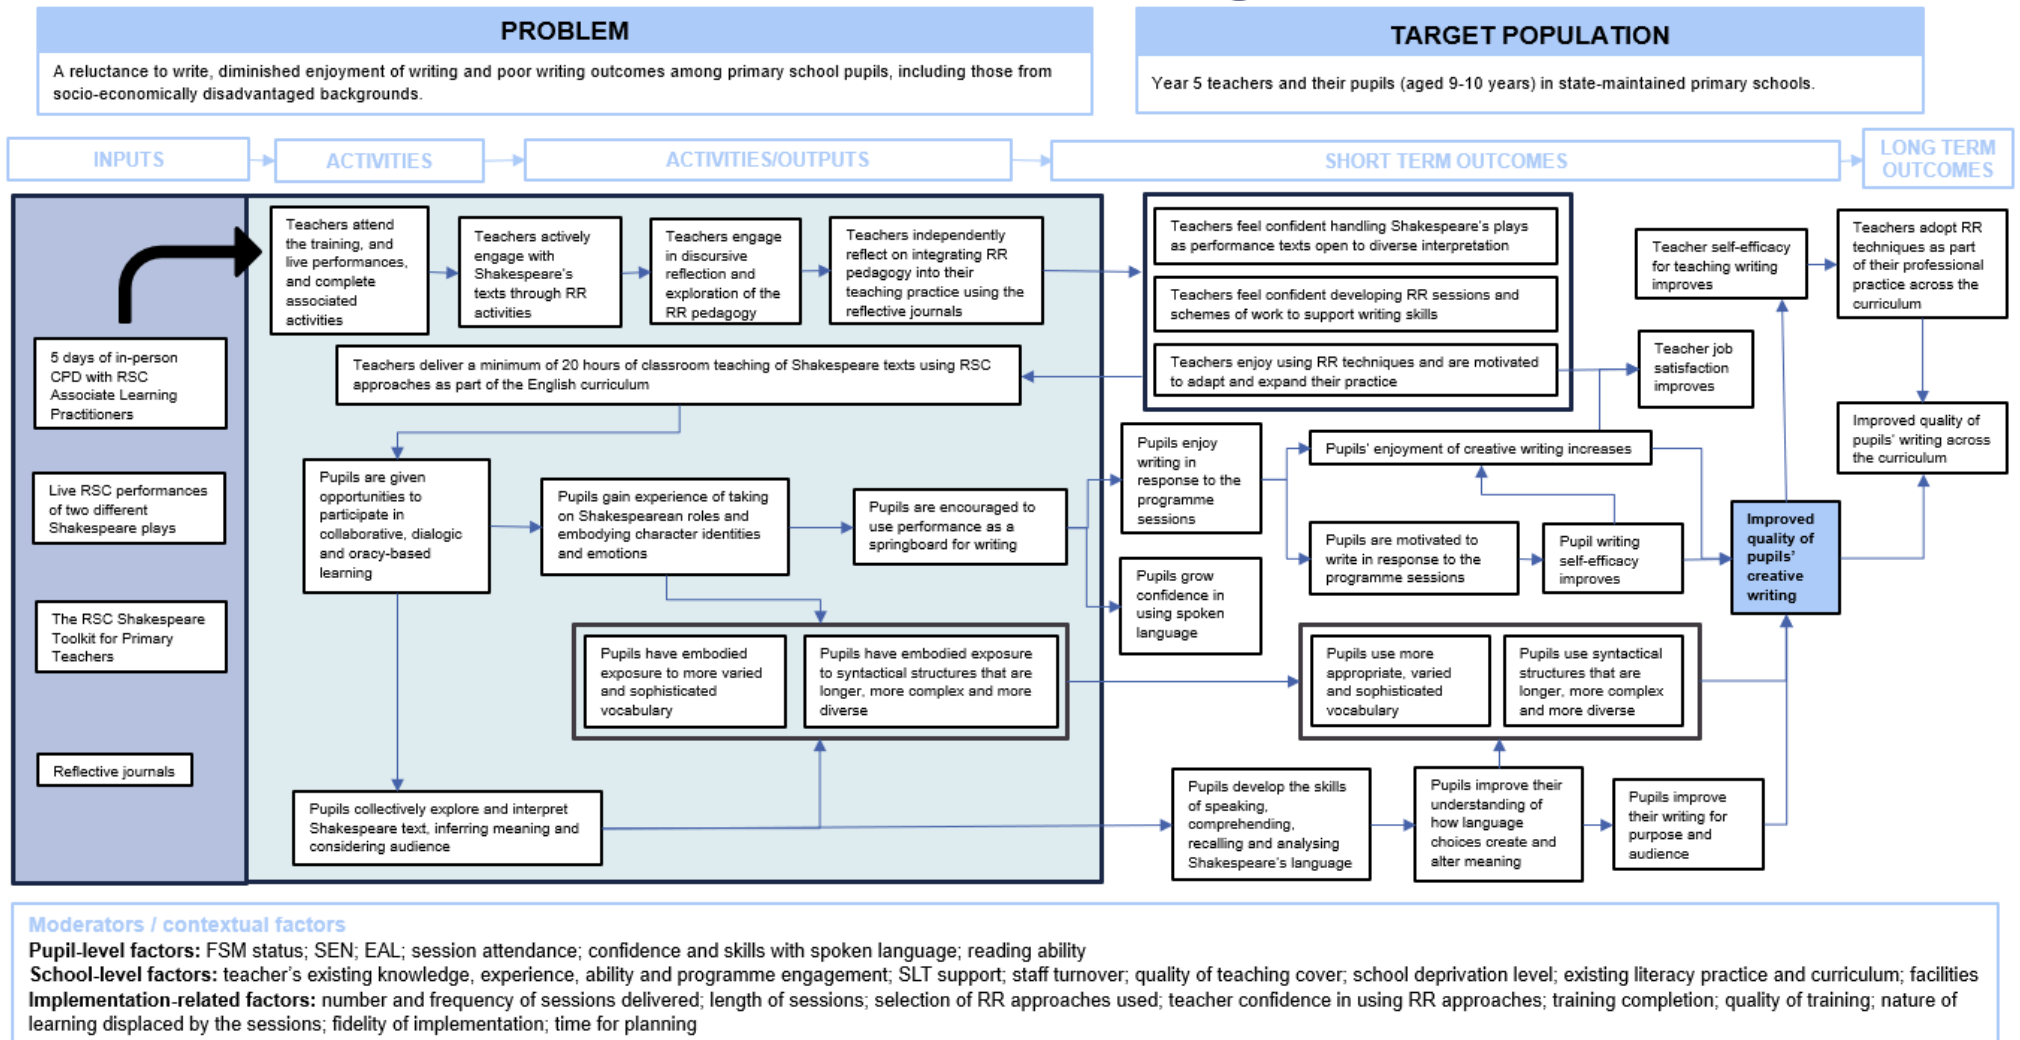 PROBLEM
A reluctance to write, diminished enjoyment of writing and poor writing outcomes among primary school pupils, including those from
socio-economically disadvantaged backgrounds.
TARGET POPULATION
Year 5 teachers and their pupils (aged 9-10 years) in state-maintained primary schools.
INPUTS
ACTIVITIES
ACTIVITIES/OUTPUTS
SHORT TERM OUTCOMES
LONG TERM
OUTCOMES
5 days of in-person
CPD with RSC
Associate Learning
Practitioners
Live RSC performances
of two different
Shakespeare plays
The RSC Shakespeare
Toolkit for Primary
Teachers
Reflective journals
Teachers attend
the training, and
live performances,
and complete
associated
activities
Teachers actively
engage with
Shakespeare's
texts through RR
activities
Teachers engage
in discursive
reflection and
exploration of the
RR pedagogy
Teachers independently
reflect on integrating RR
pedagogy into their
teaching practice using the
reflective journals
Teachers deliver a minimum of 20 hours of classroom teaching of Shakespeare texts using RSC
approaches as part of the English curriculum
Pupils are given
opportunities to
participate in
collaborative, dialogic
and oracy-based
learning
Pupils gain experience of taking
on Shakespearean roles and
embodying character identities
and emotions
Pupils are encouraged to
use performance as a
springboard for writing
Pupils have embodied
exposure to more varied
and sophisticated
vocabulary
Pupils have embodied exposure
to syntactical structures that are
longer, more complex and more
diverse
Pupils collectively explore and interpret
Shakespeare text, inferring meaning and
considering audience
Teachers feel confident handling Shakespeare's plays
as performance texts open to diverse interpretation
Teachers feel confident developing RR sessions and
schemes of work to support writing skills
Teachers enjoy using RR techniques and are motivated
to adapt and expand their practice
Teacher self-efficacy
for teaching writing
improves
Teacher job
satisfaction
improves
Teachers adopt RR
techniques as part
of their professional
practice across the
curriculum
Improved quality of
pupils' writing across
the curriculum
Pupils enjoy
writing in
response to the
programme
sessions
Pupils grow
confidence in
using spoken
language
Pupils' enjoyment of creative writing increases
Pupils are motivated to
write in response to the
programme sessions
Pupil writing
self-efficacy
improves
Improved
quality of
pupils'
creative
writing
Pupils use more
appropriate, varied
and sophisticated
vocabulary
Pupils use syntactical
structures that are
longer, more complex
and more diverse
Pupils develop the skills
of speaking,
comprehending,
recalling and analysing
Shakespeare's language
Pupils improve their
understanding of
how language
choices create and
alter meaning
Pupils improve
their writing for
purpose and
audience
Moderators / contextual factors
Pupil-level factors: FSM status; SEN; EAL; session attendance; confidence and skills with spoken language; reading ability
School-level factors: teacher's existing knowledge, experience, ability and programme engagement; SLT support; staff turnover; quality of teaching cover; school deprivation level; existing literacy practice and curriculum; facilities
Implementation-related factors: number and frequency of sessions delivered; length of sessions; selection of RR approaches used; teacher confidence in using RR approaches; training completion; quality of training; nature of
learning displaced by the sessions; fidelity of implementation; time for planning